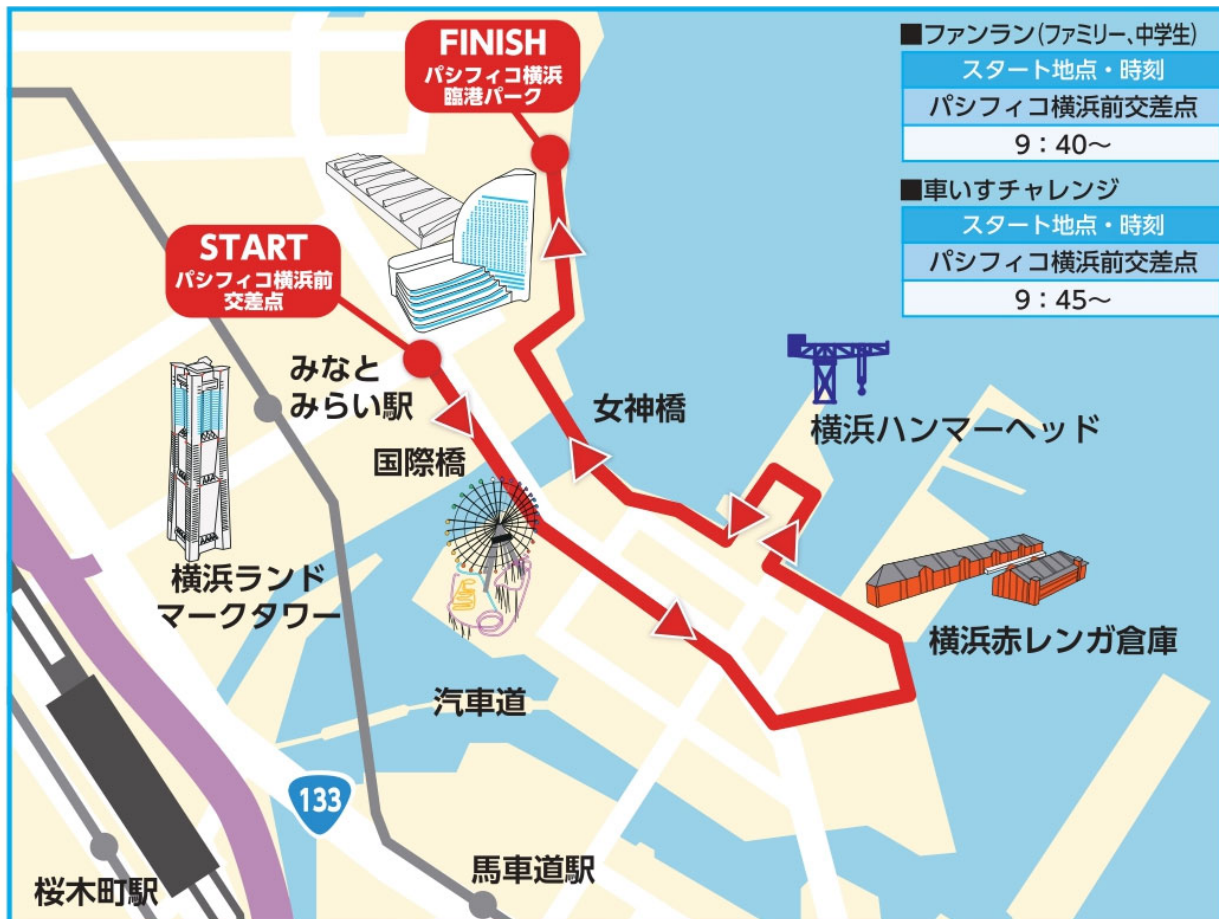 FINISH
パシフィコ横浜
臨港パーク
■ファンラン(ファミリー、中学生)
スタート地点・時刻
パシフィコ横浜前交差点
9：40～
■車いすチャレンジ
スタート地点・時刻
パシフィコ横浜前交差点
9：45～
START
パシフィコ横浜前
交差点
みなと
みらい駅
国際橋
女神橋
横浜ハンマーヘッド
横浜ランド
マークタワー
横浜赤レンガ倉庫
汽車道
133
馬車道駅
桜木町駅